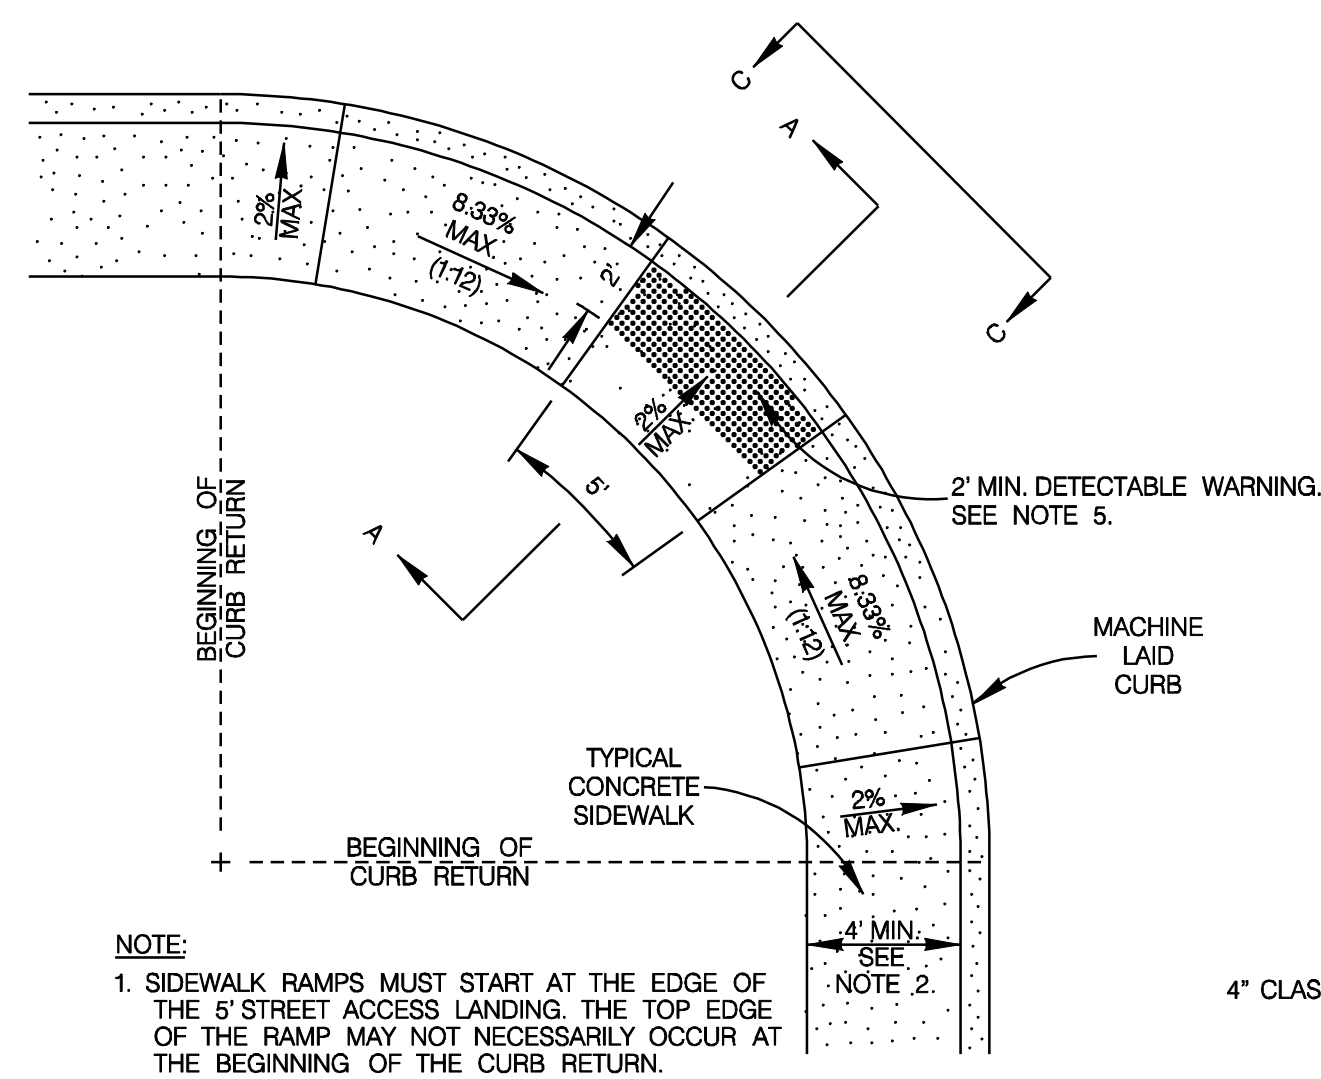 C
A
2%
MAX.
8.33%
MAX.
(1:12)
2'
C
2%
MAX.
5'
2' MIN. DETECTABLE WARNING.
SEE NOTE 5.
A
BEGINNING OF
CURB RETURN
8.33%
MAX.
(1:12)
MACHINE
LAID
CURB
TYPICAL
CONCRETE
SIDEWALK
2%
MAX.
BEGINNING OF
CURB RETURN
4' MIN.
SEE
NOTE 2.
NOTE:
1. SIDEWALK RAMPS MUST START AT THE EDGE OF
THE 5' STREET ACCESS LANDING. THE TOP EDGE
OF THE RAMP MAY NOT NECESSARILY OCCUR AT
THE BEGINNING OF THE CURB RETURN.
4" CLAS